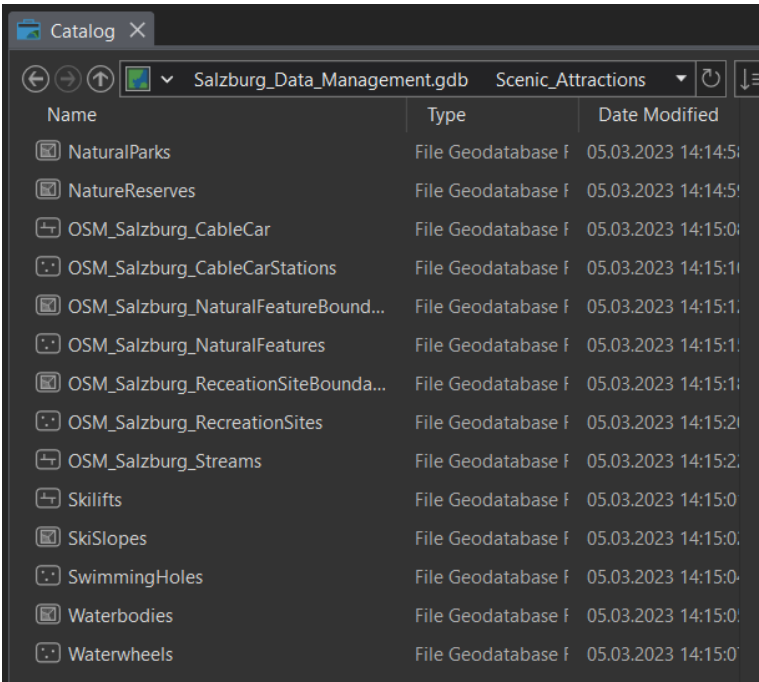 Catalog
Salzburg_Data_Management.gdb Scenic_Attractions
Name Type Date Modified
NaturalParks File Geodatabase F 05.03.2023 14:14:58
NatureReserves File Geodatabase F 05.03.2023 14:14:59
OSM_Salzburg_CableCar File Geodatabase F 05.03.2023 14:15:0
OSM_Salzburg_CableCarStations File Geodatabase F 05.03.2023 14:15:1
OSM_Salzburg_NaturalFeatureBound... File Geodatabase F 05.03.2023 14:15:1
OSM_Salzburg_NaturalFeatures File Geodatabase F 05.03.2023 14:15:1
OSM_Salzburg_ReceationSiteBounda... File Geodatabase F 05.03.2023 14:15:18
OSM_Salzburg_RecreationSites File Geodatabase F 05.03.2023 14:15:2
OSM_Salzburg_Streams File Geodatabase F 05.03.2023 14:15:2
Skilifts File Geodatabase F 05.03.2023 14:15:0
SkiSlopes File Geodatabase F 05.03.2023 14:15:0
SwimmingHoles File Geodatabase F 05.03.2023 14:15:0
Waterbodies File Geodatabase F 05.03.2023 14:15:0
Waterwheels File Geodatabase F 05.03.2023 14:15:0